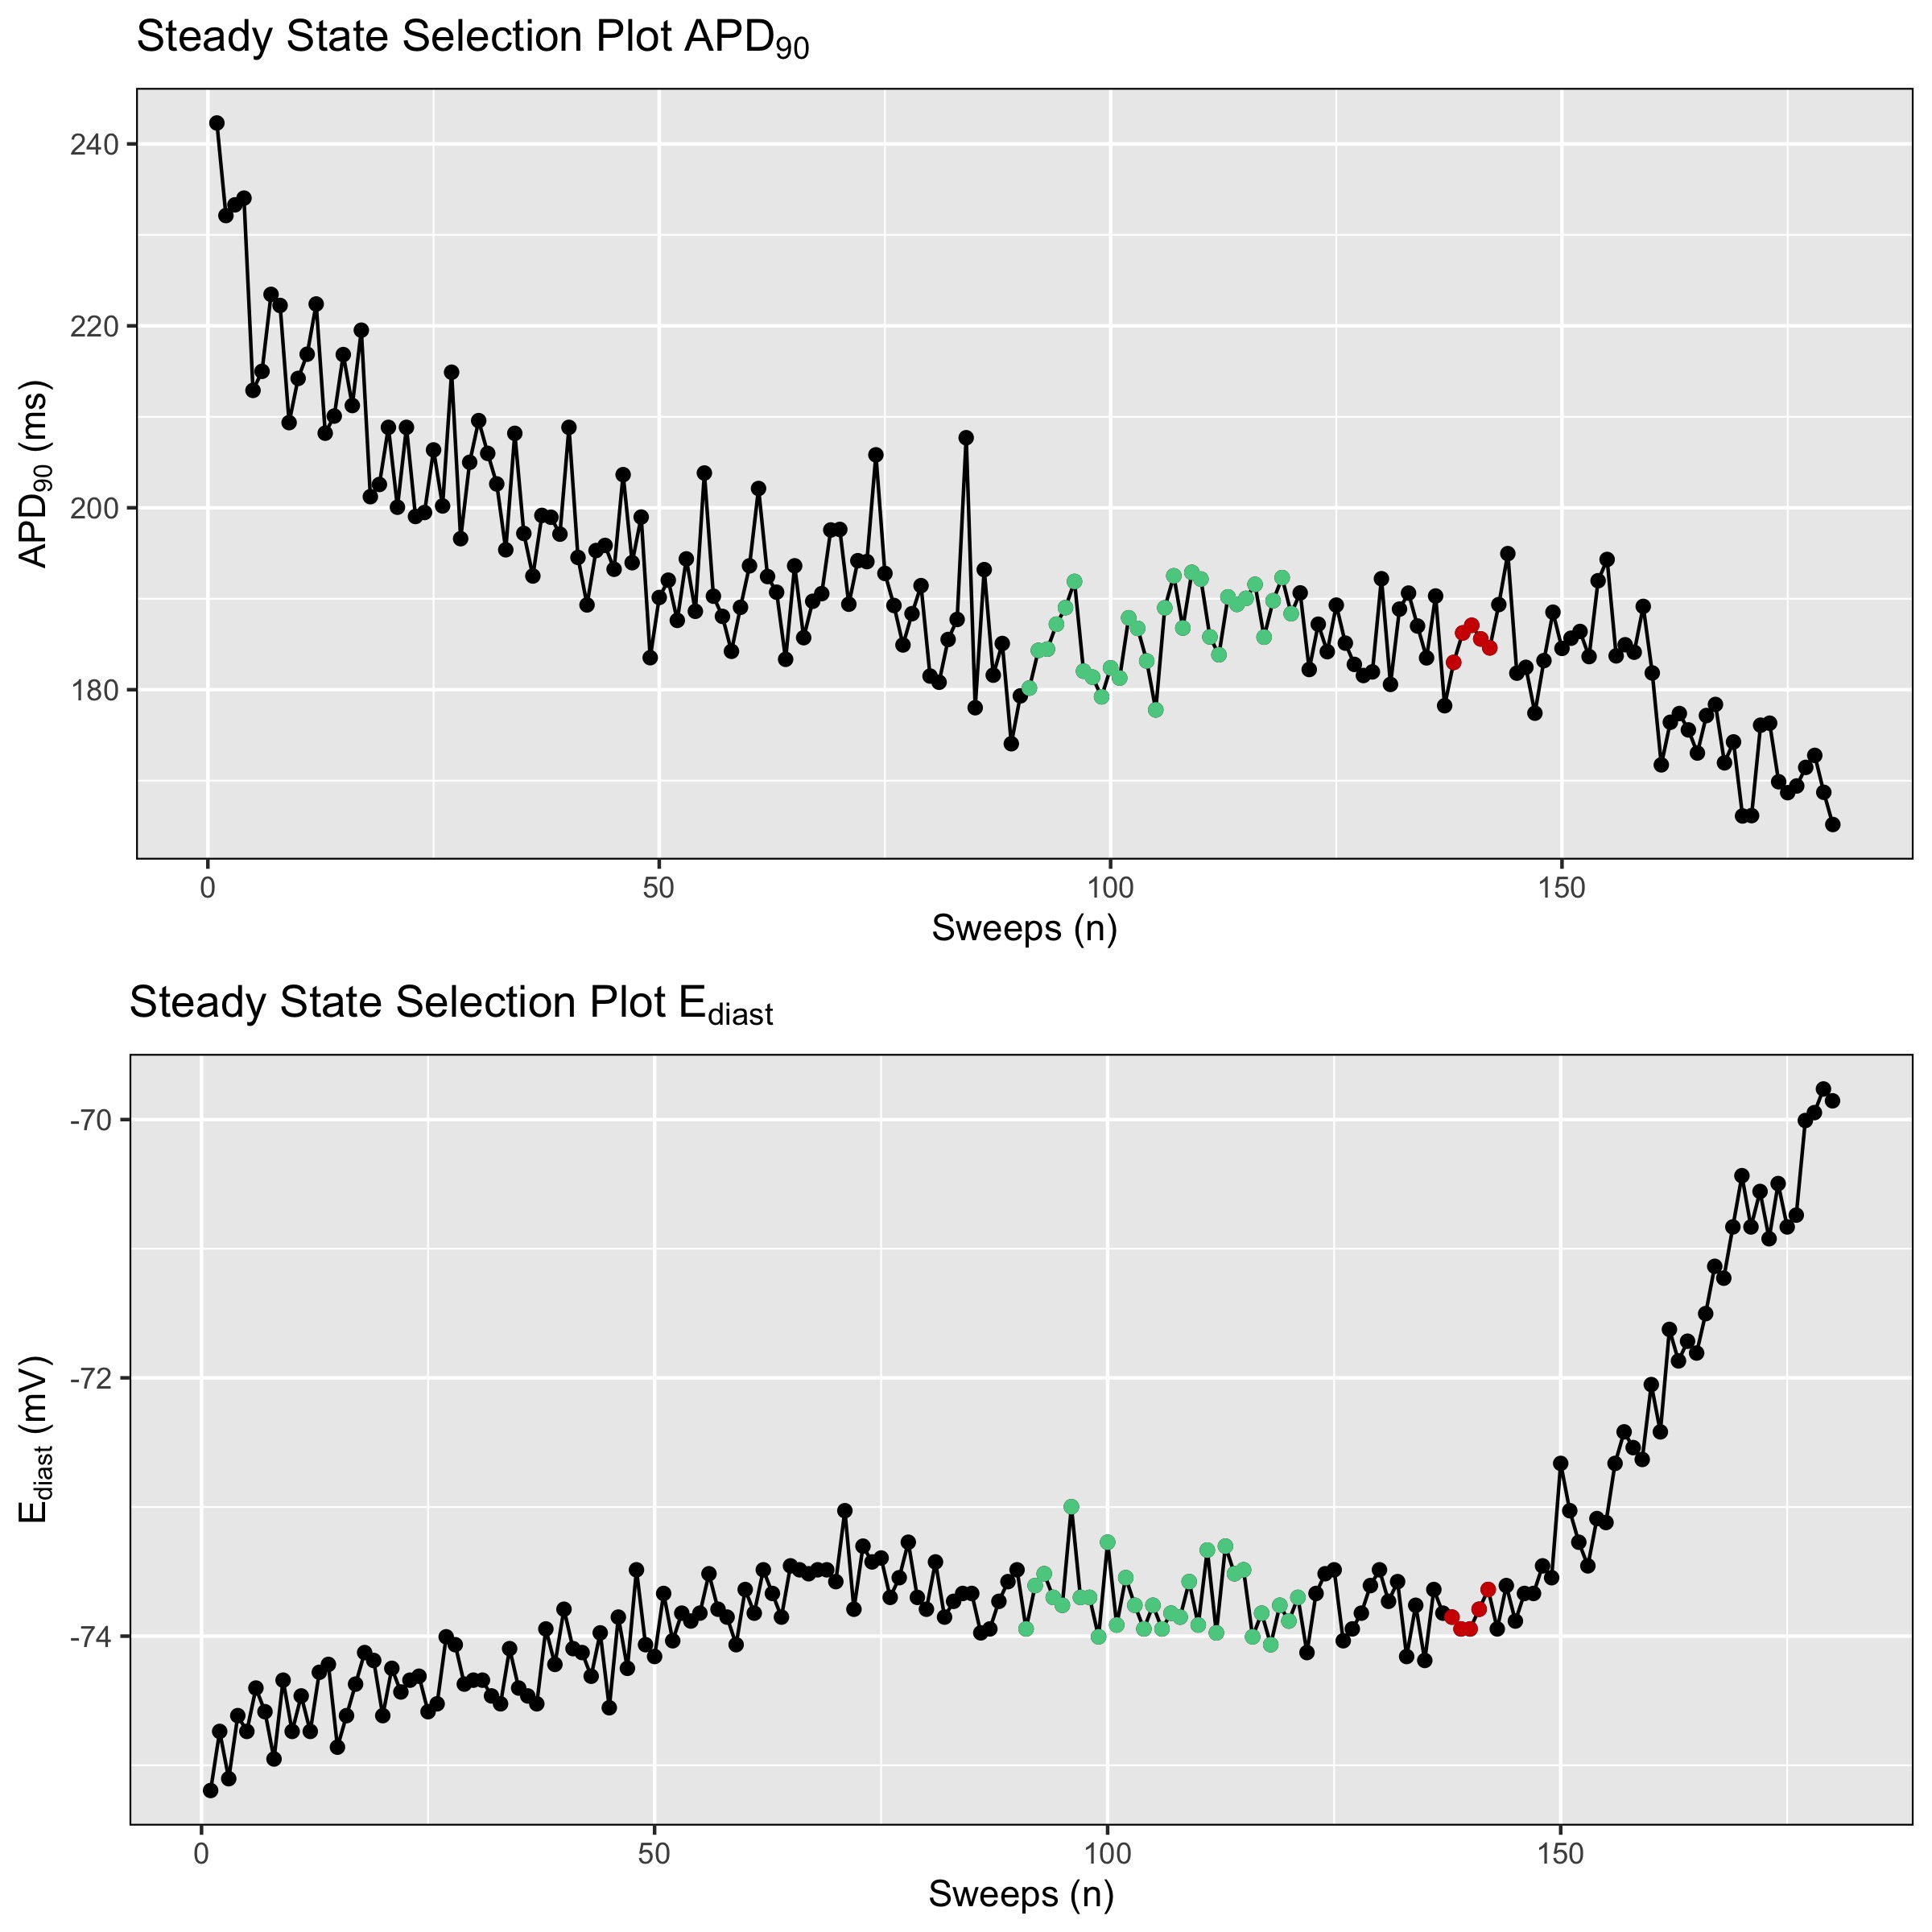 Steady State Selection Plot APD90
240
220
200
180
APD90 (ms)
0 50 100 150
Sweeps (n)
Steady State Selection Plot Ediast
-70
-72
-74
Ediast (mV)
0 50 100 150
Sweeps (n)